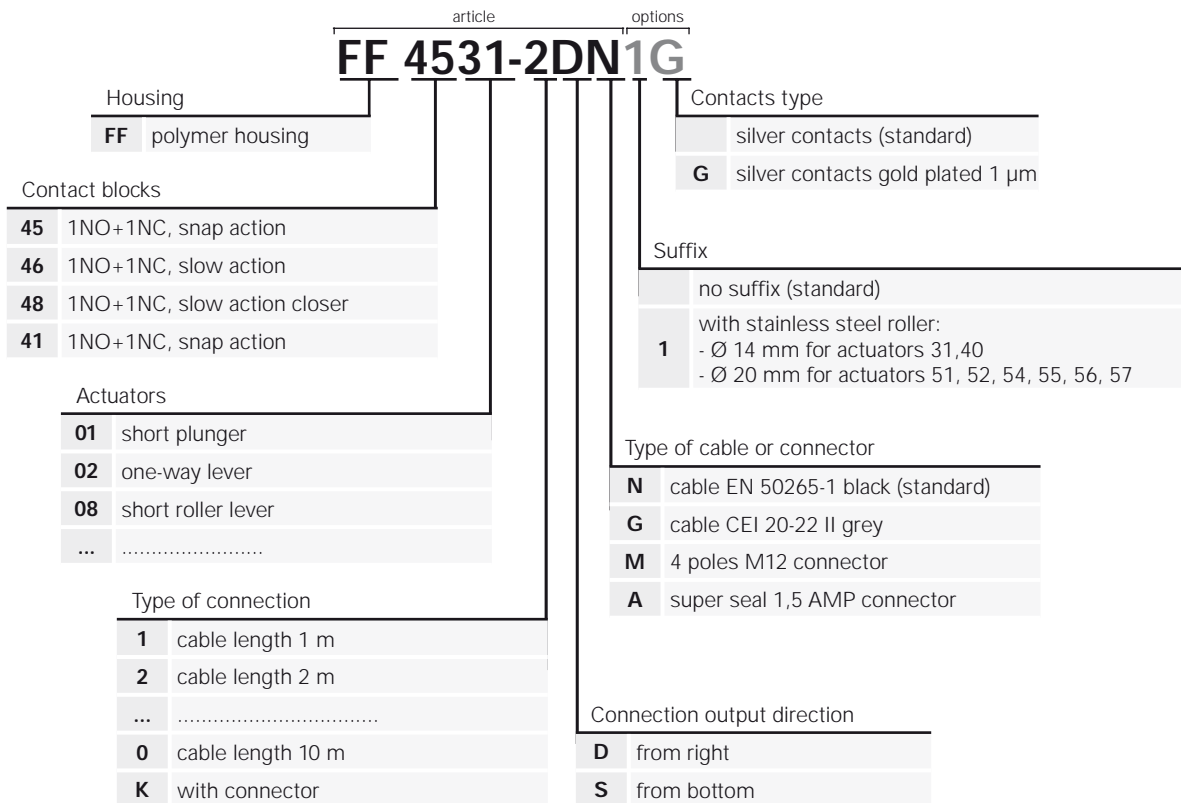 article options
FF 4531-2DN1G
Housing
FF polymer housing
Contact blocks
45 1NO+1NC, snap action
46 1NO+1NC, slow action
48 1NO+1NC, slow action closer
41 1NO+1NC, snap action
Actuators
01 short plunger
02 one-way lever
08 short roller lever
... ........................
Type of connection
1 cable length 1 m
2 cable length 2 m
... ..................................
0 cable length 10 m
K with connector
Contacts type
silver contacts (standard)
G silver contacts gold plated 1 µm
Suffix
no suffix (standard)
1 with stainless steel roller:
- Ø 14 mm for actuators 31,40
- Ø 20 mm for actuators 51, 52, 54, 55, 56, 57
Type of cable or connector
N cable EN 50265-1 black (standard)
G cable CEI 20-22 II grey
M 4 poles M12 connector
A super seal 1,5 AMP connector
Connection output direction
D from right
S from bottom